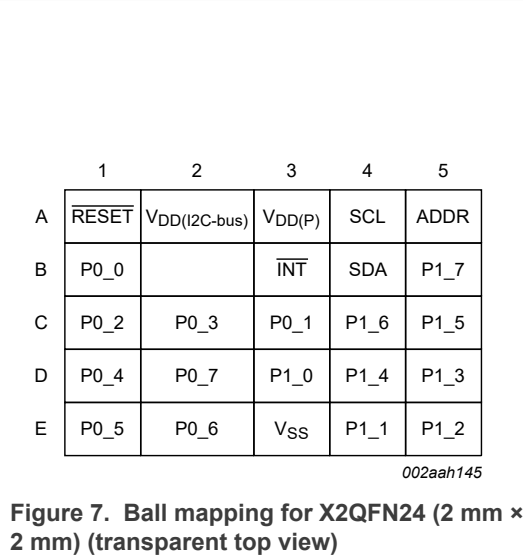 1 2 3 4 5
A RESET VDD(I2C-bus) VDD(P) SCL ADDR
B P0_0 INT SDA P1_7
C P0_2 P0_3 P0_1 P1_6 P1_5
D P0_4 P0_7 P1_0 P1_4 P1_3
E P0_5 P0_6 VSS P1_1 P1_2
002aah145
Figure 7. Ball mapping for X2QFN24 (2 mm ×
2 mm) (transparent top view)